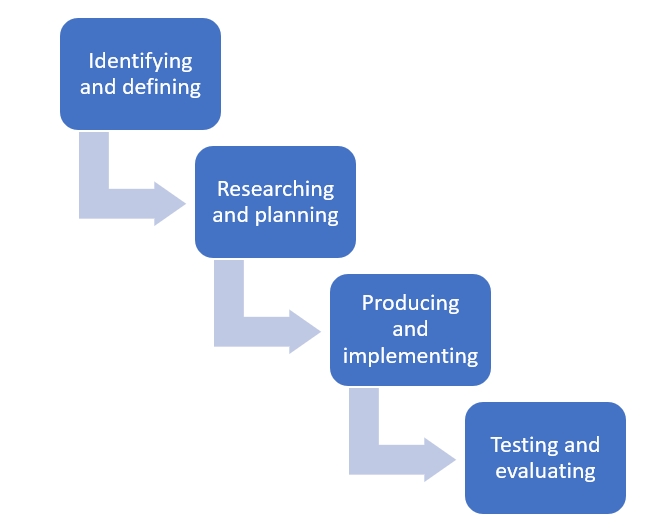 Identifying
and defining
Researching
and planning
Producing
and
implementing
Testing and
evaluating